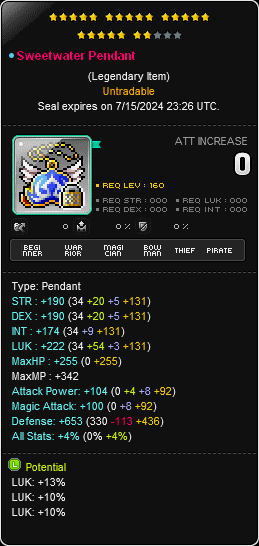 Sweetwater Pendant
(Legendary Item)
Untradable
Seal expires on 7/15/2024 23:26 UTC.
ATT INCREASE
0
REQ LEV : 160
REQ STR : 000 REQ LUK : 000
REQ DEX : 000 REQ INT : 000
0 0 % 0 %
BEGINNER WARRIOR MAGICIAN BOWMAN THIEF PIRATE
Type: Pendant
STR : +190 (34 +20 +5 +131)
DEX : +190 (34 +20 +5 +131)
INT : +174 (34 +9 +131)
LUK : +222 (34 +54 +3 +131)
MaxHP : +255 (0 +255)
MaxMP : +342
Attack Power: +104 (0 +4 +8 +92)
Magic Attack: +100 (0 +8 +92)
Defense: +653 (330 -113 +436)
All Stats: +4% (0% +4%)
L Potential
LUK: +13%
LUK: +10%
LUK: +10%